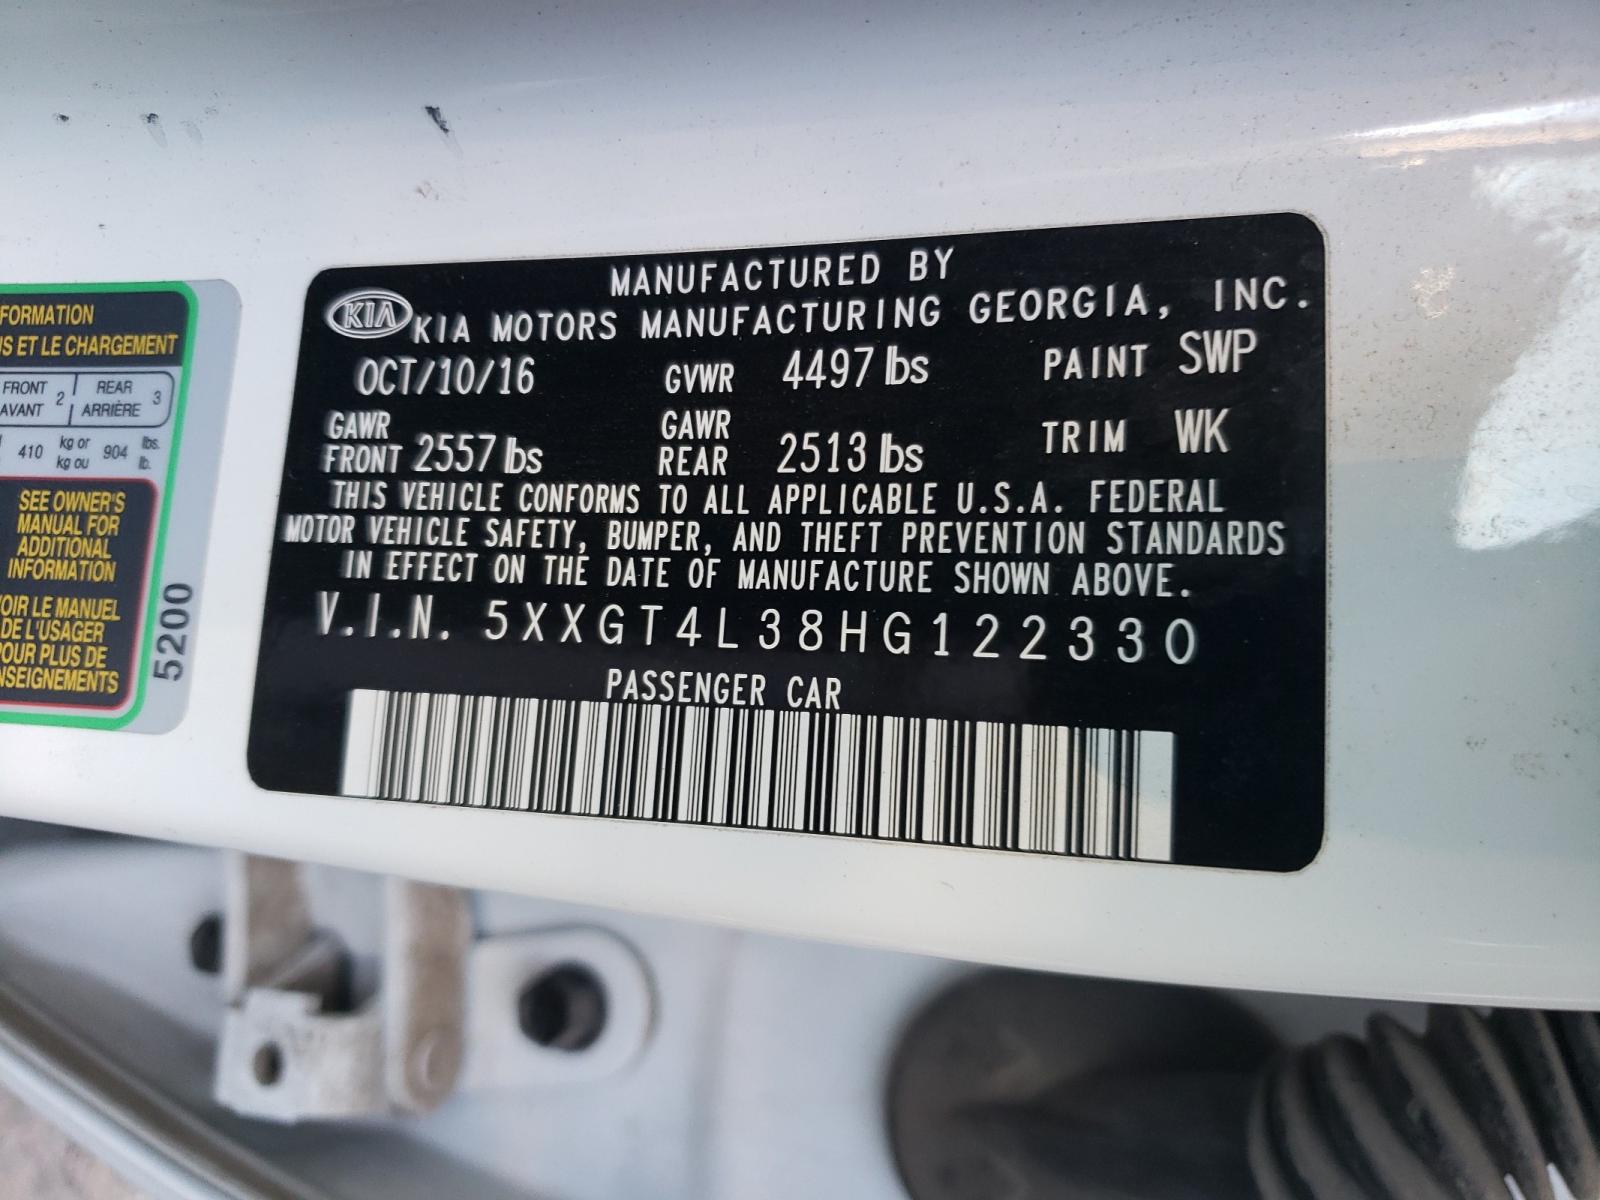 FORMATION
S ET LE CHARGEMENT
FRONT 2 REAR 3
AVANT ARRIÈRE
410 kg or 904 lbs.
kg ou lb.
SEE OWNER'S
MANUAL FOR
ADDITIONAL
INFORMATION
VOIR LE MANUEL
DE L'USAGER
POUR PLUS DE
NSEIGNEMENTS
5200
MANUFACTURED BY
KIA KIA MOTORS MANUFACTURING GEORGIA, INC.
OCT/10/16 GVWR 4497 lbs PAINT SWP
GAWR GAWR
FRONT 2557 lbs REAR 2513 lbs TRIM WK
THIS VEHICLE CONFORMS TO ALL APPLICABLE U.S.A. FEDERAL
MOTOR VEHICLE SAFETY, BUMPER, AND THEFT PREVENTION STANDARDS
IN EFFECT ON THE DATE OF MANUFACTURE SHOWN ABOVE.
V.I.N. 5XXGT4L38HG122330
PASSENGER CAR